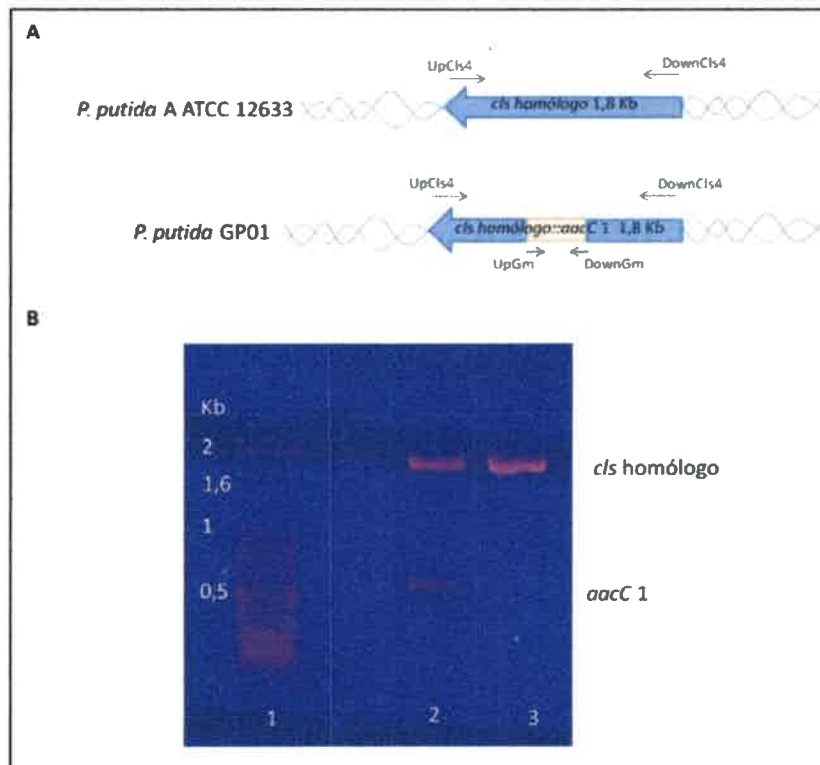 A
UpCls4
DownCls4
P. putida A ATCC 12633
cls homólogo 1,8 Kb
UpCls4
DownCls4
P. putida GP01
cls homólogo::aacC 1 1,8 Kb
UpGm
DownGm
B
Kb
2
1,6
1
0,5
cls homólogo
aacC 1
1
2
3